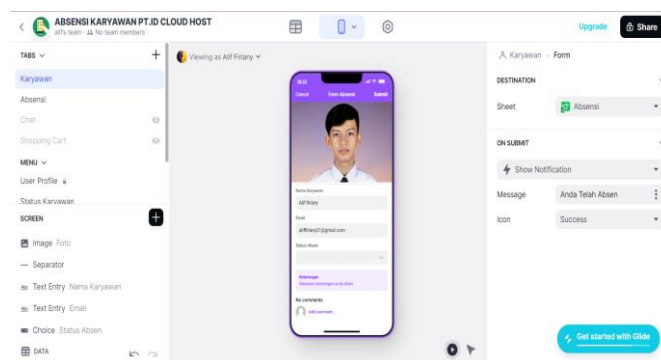 ABSENSI KARYAWAN PT.ID CLOUD HOST
alif's team - No team members
Upgrade
Share
TABS
Karyawan
Absensi
Chat
Shopping Cart
MENU
User Profile
Status Karyawan
SCREEN
Image Foto
Separator
Text Entry Nama Karyawan
Text Entry Email
Choice Status Absen
DATA
Viewing as Alif Firlany
Cancel
Form Absensi
Submit
Nama Karyawan
Alif firlany
Email
Status Absen
Keterangan
No comments
Add comment...
Karyawan
Form
DESTINATION
Sheet
Absensi
ON SUBMIT
Show Notification
Message
Anda Telah Absen
Icon
Success
Get started with Glide